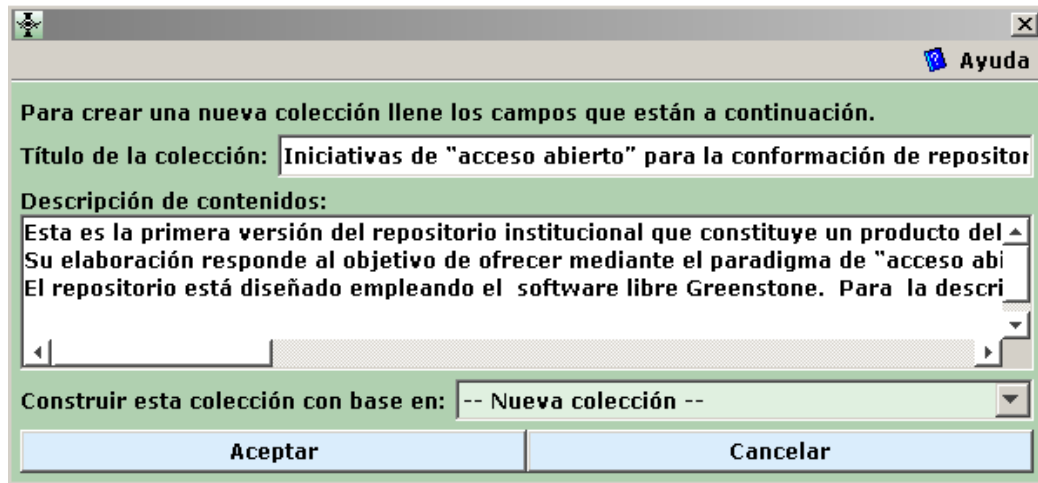 Ayuda
Para crear una nueva colección llene los campos que están a continuación.
Título de la colección: Iniciativas de "acceso abierto" para la conformación de repositor
Descripción de contenidos:
Esta es la primera versión del repositorio institucional que constituye un producto del
Su elaboración responde al objetivo de ofrecer mediante el paradigma de "acceso abi
El repositorio está diseñado empleando el  software libre Greenstone.  Para  la descri
Construir esta colección con base en: -- Nueva colección --
Aceptar Cancelar